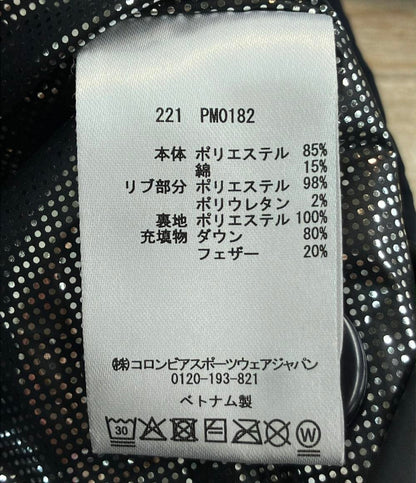 221 PM0182
本体 ポリエステル 85%
綿 15%
リブ部分 ポリエステル 98%
ポリウレタン 2%
裏地 ポリエステル 100%
充填物 ダウン 80%
フェザー 20%
㈱コロンビアスポーツウェアジャパン
0120-193-821
ベトナム製
30 W